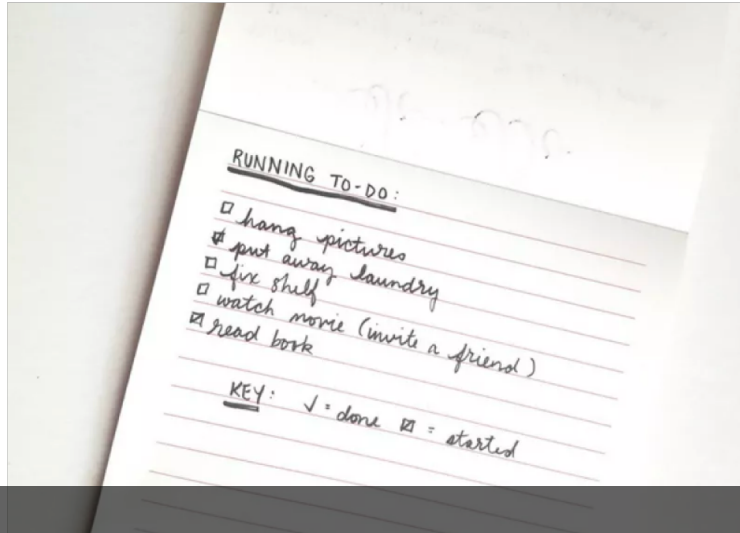 RUNNING TO-DO:
☐ hang pictures
☑ put away laundry
☐ fix shelf
☐ watch movie (invite a friend)
☑ read book
KEY: ✓ = done ☑ = started